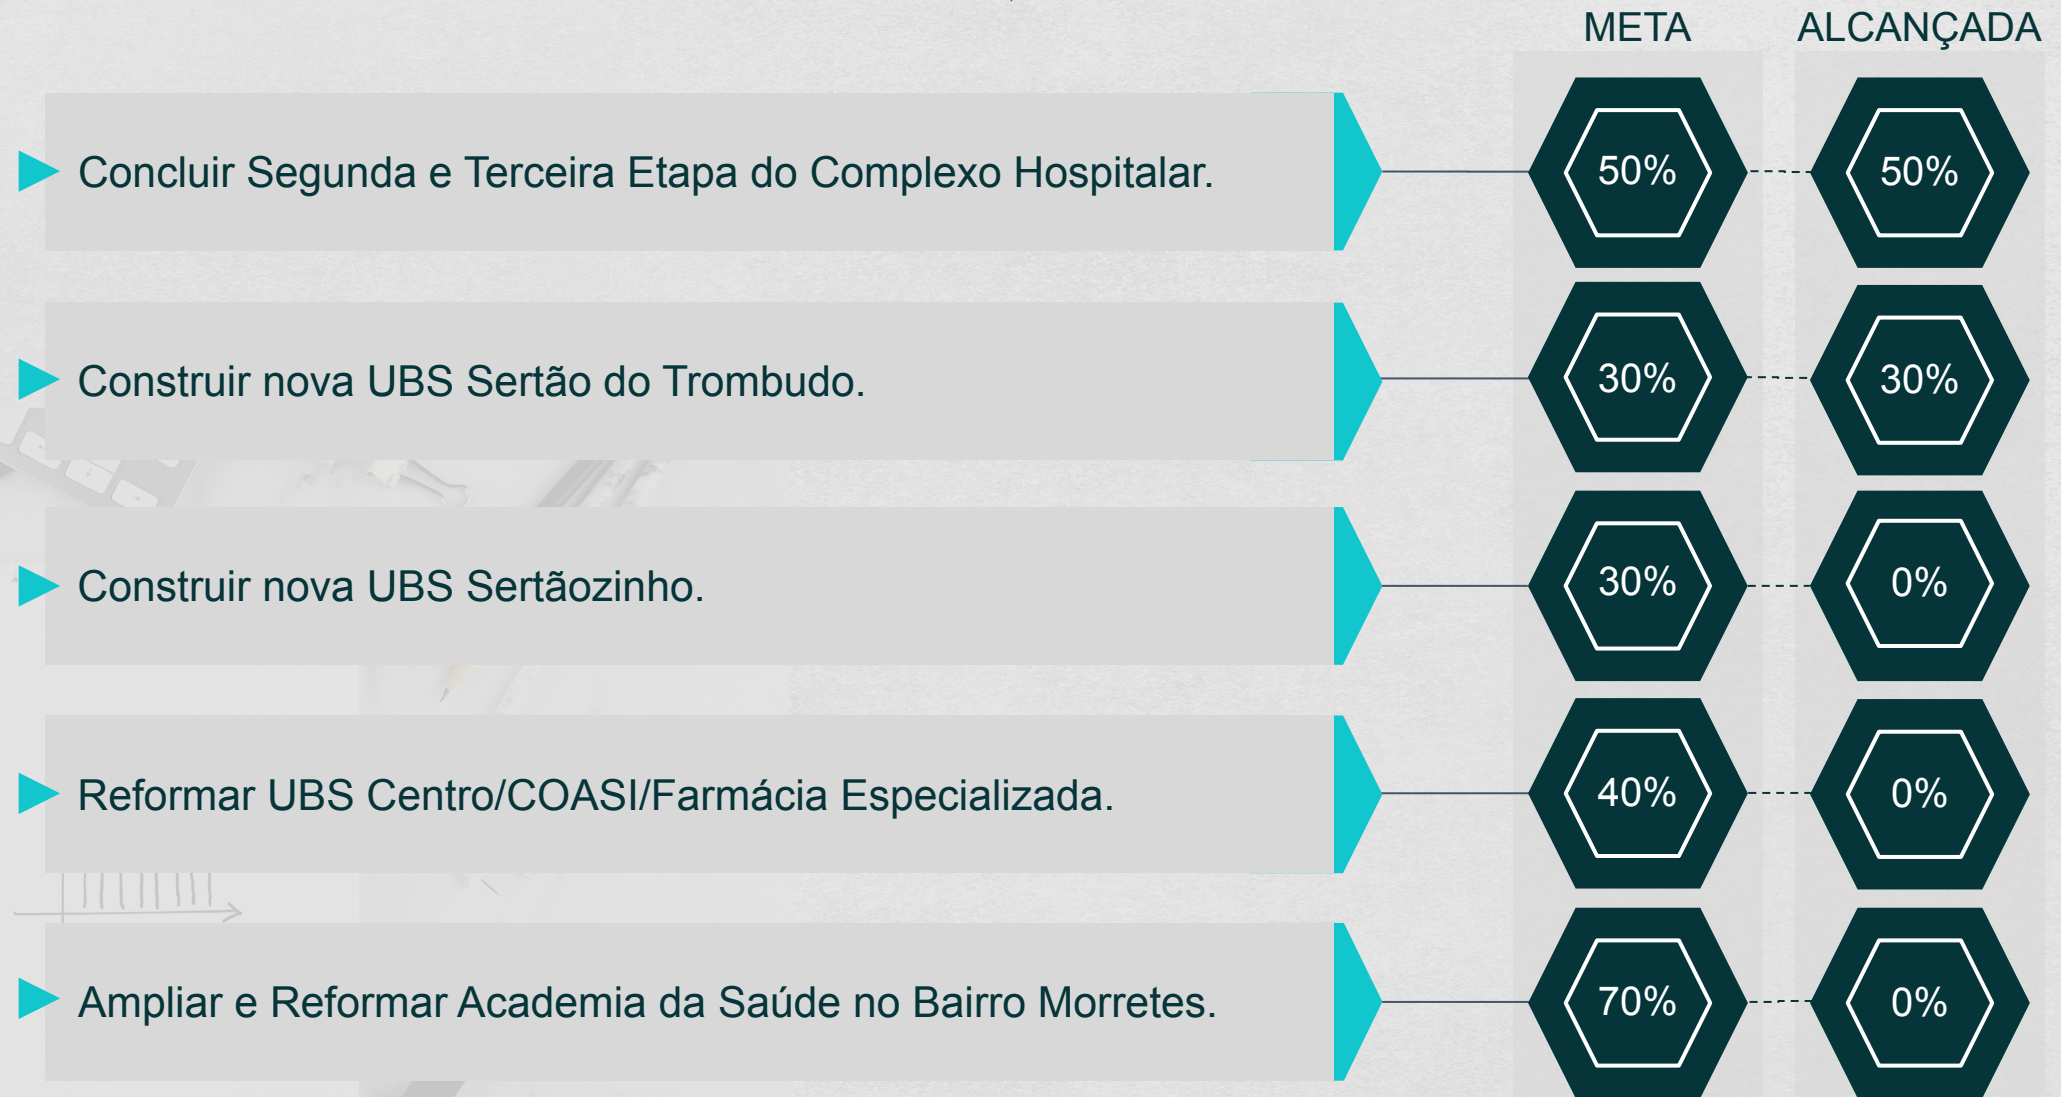 META ALCANÇADA
Concluir Segunda e Terceira Etapa do Complexo Hospitalar. 50% 50%
Construir nova UBS Sertão do Trombudo. 30% 30%
Construir nova UBS Sertãozinho. 30% 0%
Reformar UBS Centro/COASI/Farmácia Especializada. 40% 0%
Ampliar e Reformar Academia da Saúde no Bairro Morretes. 70% 0%